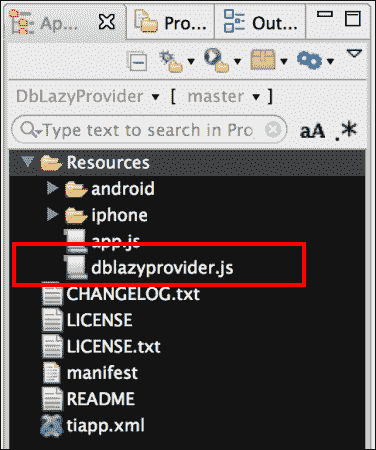 Ap... Pro... Out...
DbLazyProvider [ master ]
Type text to search in Pro aA .*
Resources
android
iphone
app.js
dblazyprovider.js
CHANGELOG.txt
LICENSE
LICENSE.txt
manifest
README
tiapp.xml